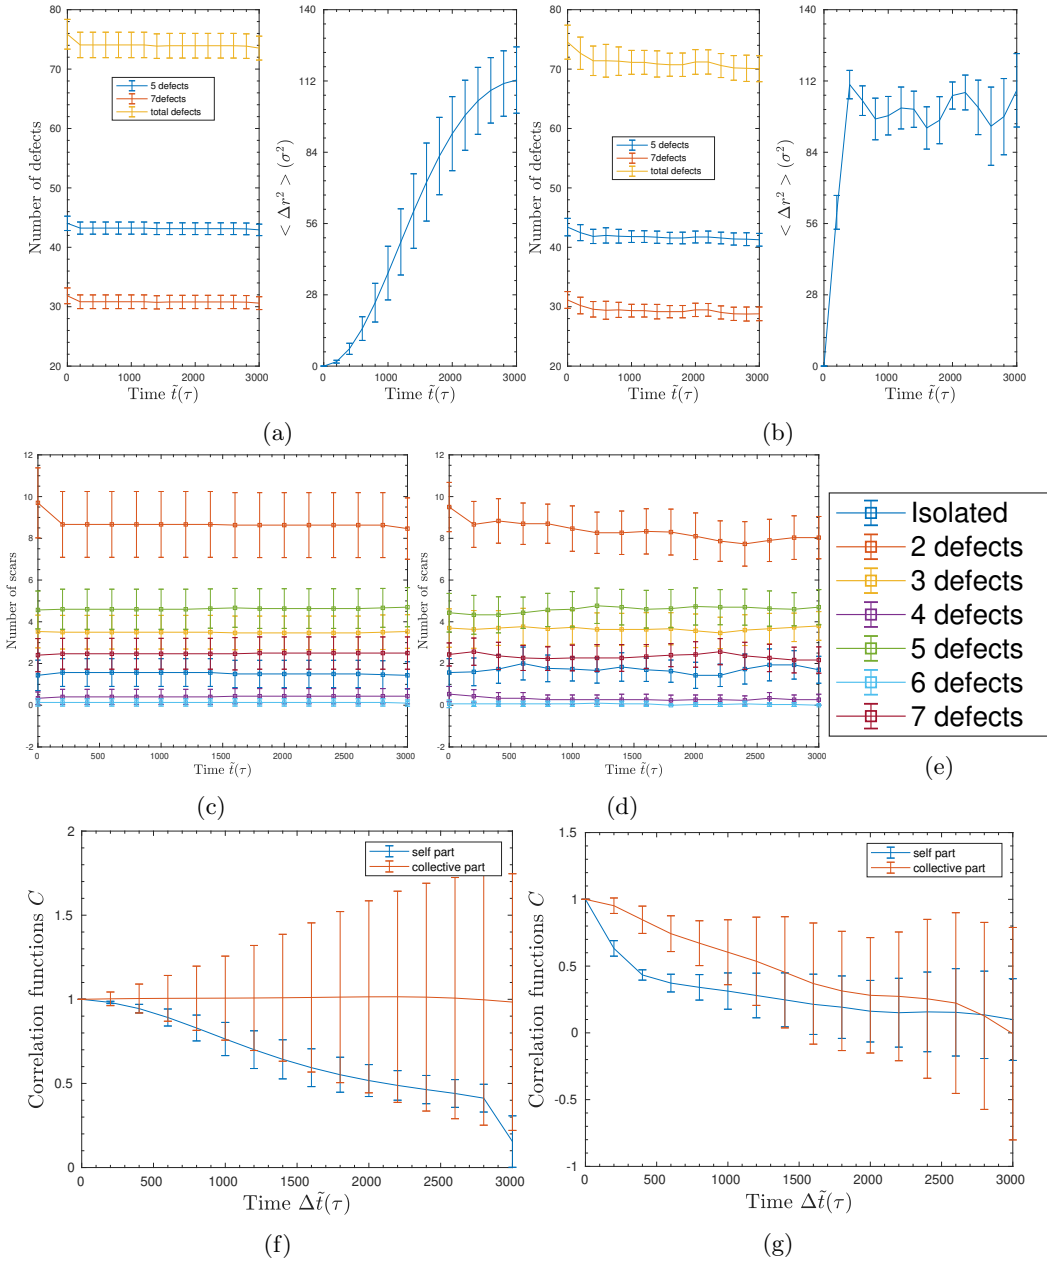 80
70
60
50
40
30
20
Number of defects
5 defects
7defects
total defects
0
1000
2000
3000
Time t̃(τ)
140
112
84
56
28
0
< Δr² > (σ²)
0
1000
2000
3000
Time t̃(τ)
(a)
80
70
60
50
40
30
20
Number of defects
5 defects
7defects
total defects
0
1000
2000
3000
Time t̃(τ)
140
112
84
56
28
0
< Δr² > (σ²)
0
1000
2000
3000
Time t̃(τ)
(b)
12
10
8
6
4
2
0
-2
Number of scars
0
500
1000
1500
2000
2500
3000
Time t̃(τ)
(c)
12
10
8
6
4
2
0
-2
Number of scars
0
500
1000
1500
2000
2500
3000
Time t̃(τ)
(d)
Isolated
2 defects
3 defects
4 defects
5 defects
6 defects
7 defects
(e)
2
1.5
1
0.5
0
Correlation functions C
self part
collective part
0
500
1000
1500
2000
2500
3000
Time Δt̃(τ)
(f)
1.5
1
0.5
0
-0.5
-1
Correlation functions C
self part
collective part
0
500
1000
1500
2000
2500
3000
Time Δt̃(τ)
(g)